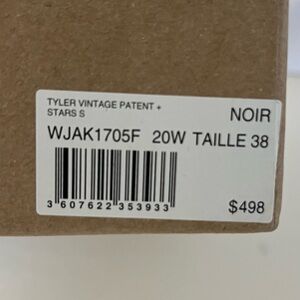 TYLER VINTAGE PATENT +
STARS S
NOIR
WJAK1705F 20W TAILLE 38
3 607622 353933
$498